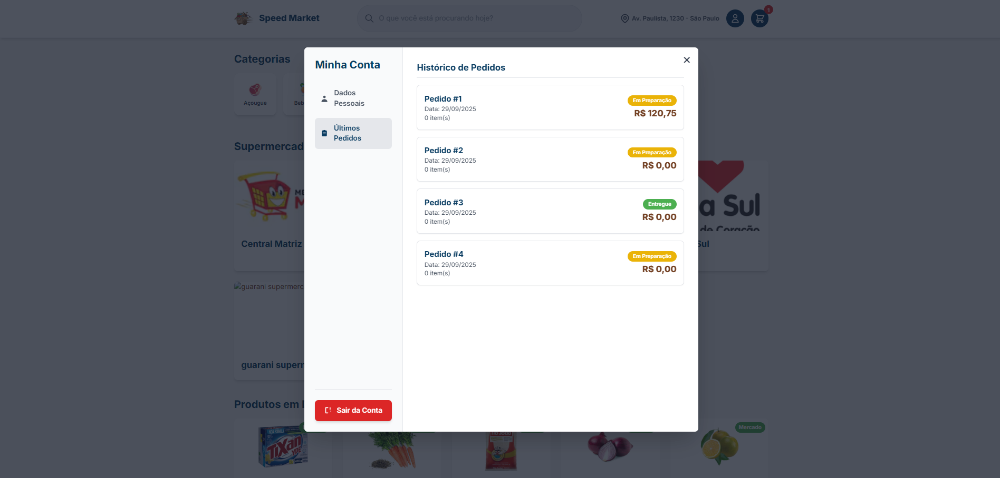 Speed Market
O que você está procurando hoje?
Av. Paulista, 1230 - São Paulo
1
Categorias
Açougue
Beb
Supermercad
Central Matriz
a Sul
de Coração
Sul
guarani supermerc
guarani supern
Produtos em
Mercado
TIXAN
YPÊ
Minha Conta
Dados
Pessoais
Últimos
Pedidos
Sair da Conta
Histórico de Pedidos
Pedido #1
Data: 29/09/2025
0 item(s)
Em Preparação
R$ 120,75
Pedido #2
Data: 29/09/2025
0 item(s)
Em Preparação
R$ 0,00
Pedido #3
Data: 29/09/2025
0 item(s)
Entregue
R$ 0,00
Pedido #4
Data: 29/09/2025
0 item(s)
Em Preparação
R$ 0,00